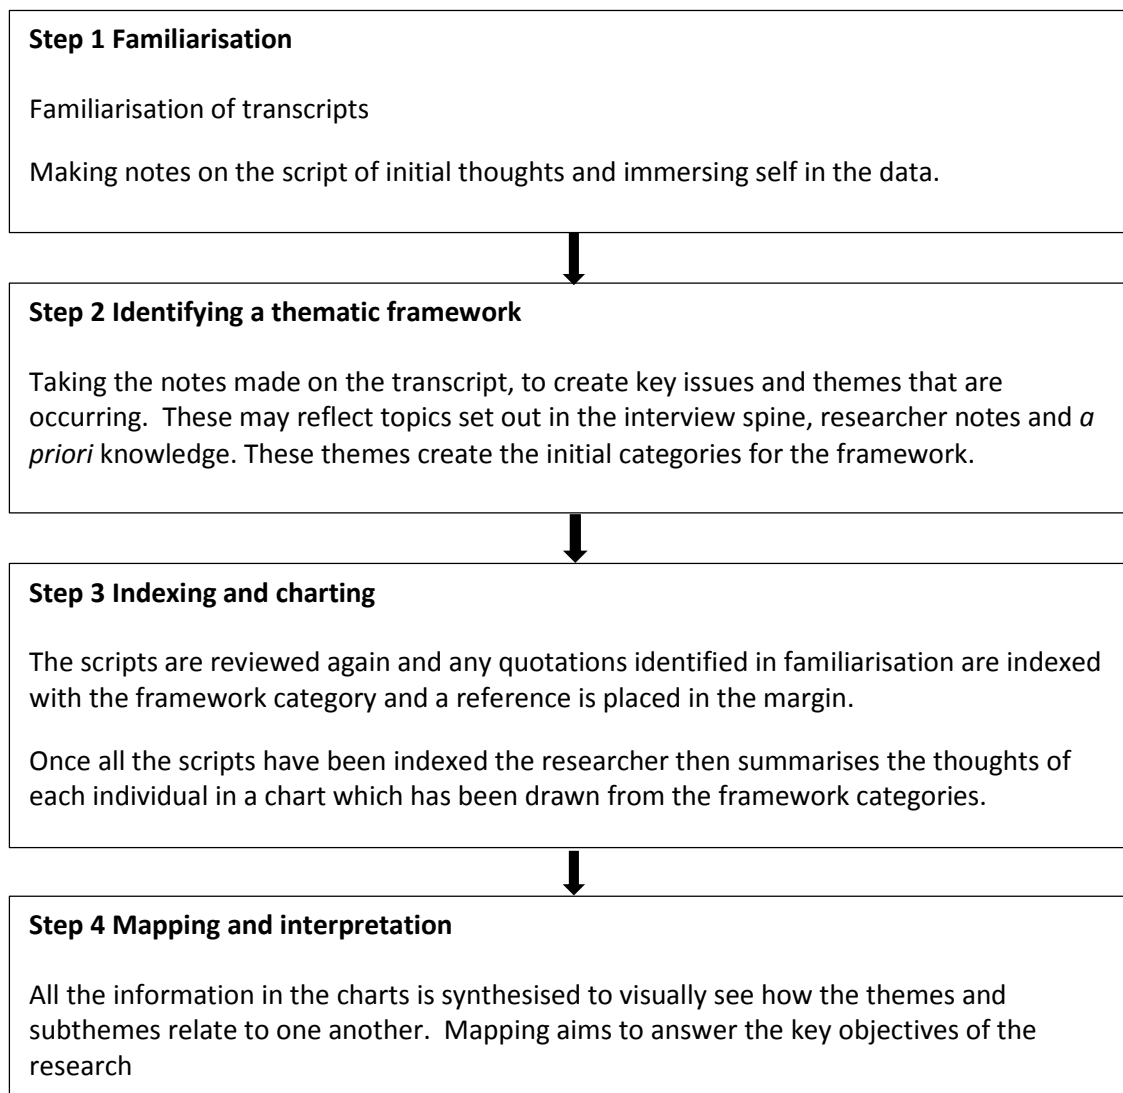 Step 1 Familiarisation
Familiarisation of transcripts
Making notes on the script of initial thoughts and immersing self in the data.
Step 2 Identifying a thematic framework
Taking the notes made on the transcript, to create key issues and themes that are
occurring.  These may reflect topics set out in the interview spine, researcher notes and a
priori knowledge. These themes create the initial categories for the framework.
Step 3 Indexing and charting
The scripts are reviewed again and any quotations identified in familiarisation are indexed
with the framework category and a reference is placed in the margin.
Once all the scripts have been indexed the researcher then summarises the thoughts of
each individual in a chart which has been drawn from the framework categories.
Step 4 Mapping and interpretation
All the information in the charts is synthesised to visually see how the themes and
subthemes relate to one another.  Mapping aims to answer the key objectives of the
research